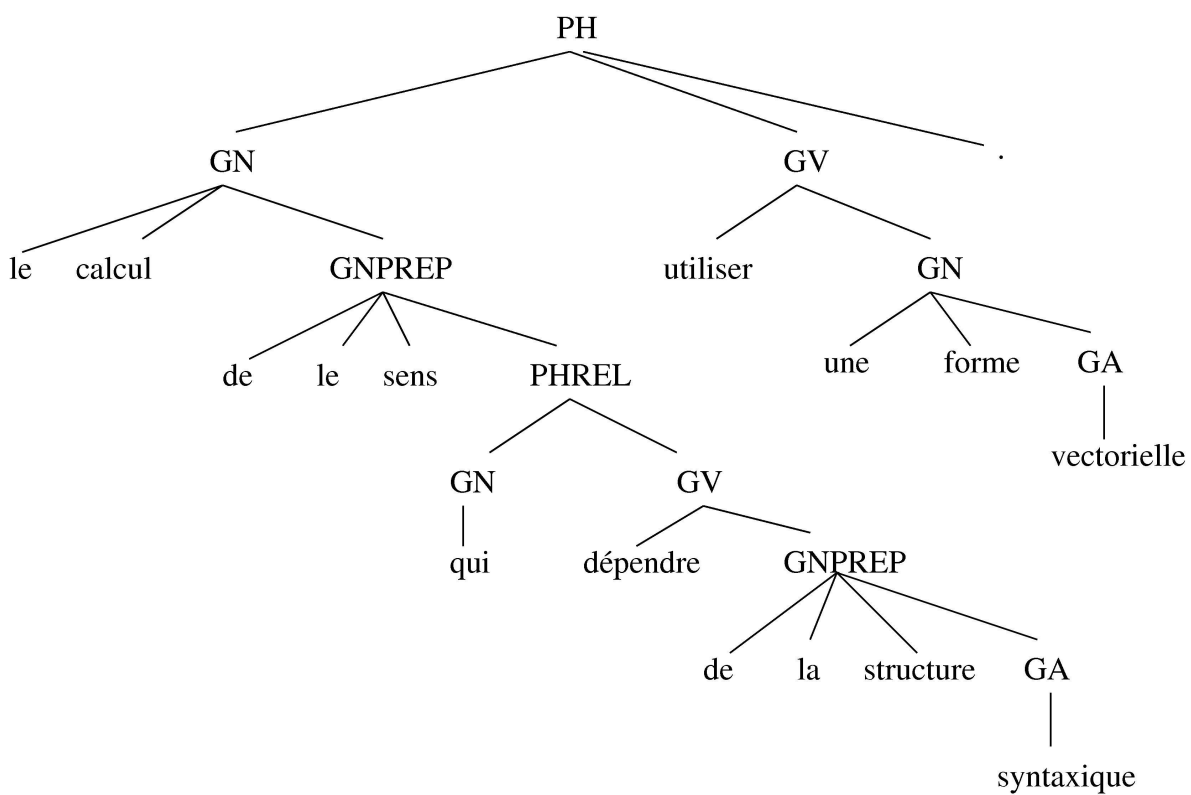 PH
GN GV .
le calcul GNPREP utiliser GN
de le sens PHREL une forme GA
vectorielle
GN GV
qui dépendre GNPREP
de la structure GA
syntaxique